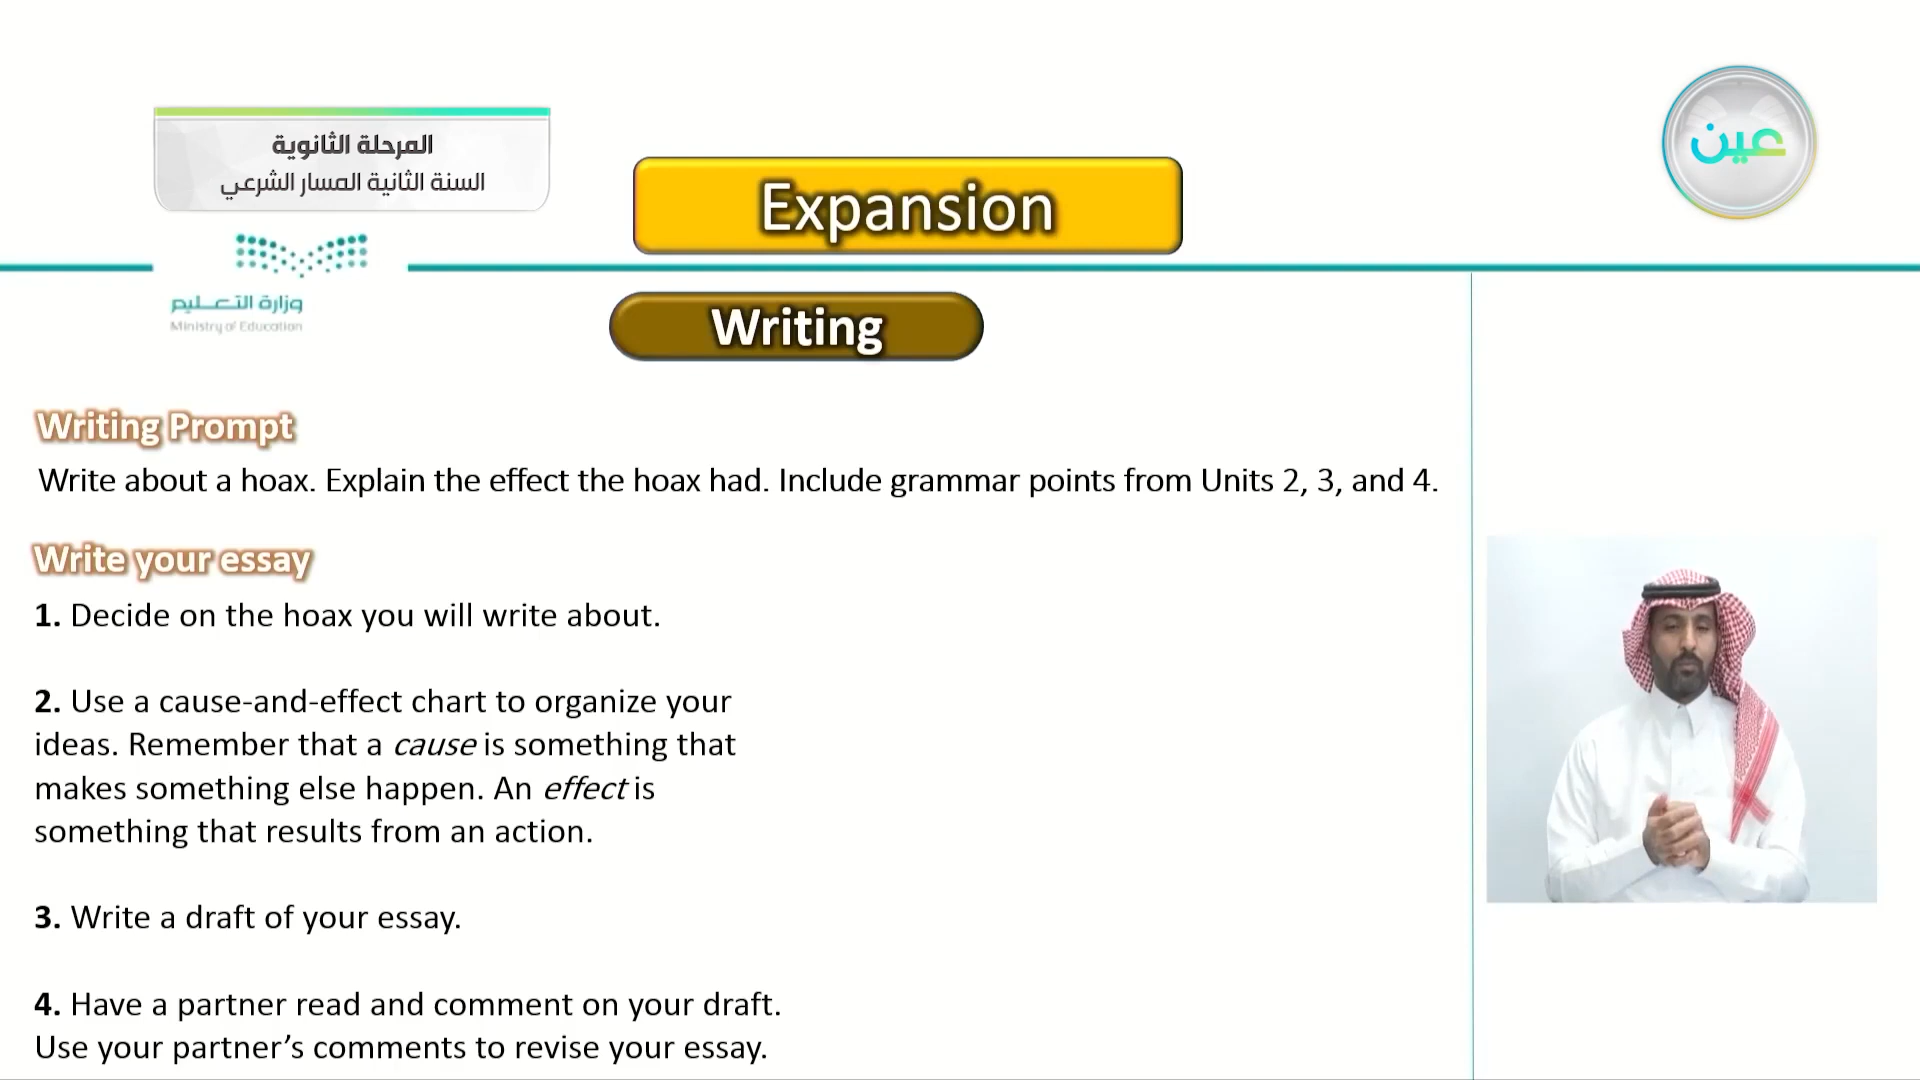 المرحلة الثانوية
السنة الثانية المسار الشرعي
Expansion
عين
وزارة التعليم
Ministry of Education
Writing
Writing Prompt
Write about a hoax. Explain the effect the hoax had. Include grammar points from Units 2, 3, and 4.
Write your essay
1. Decide on the hoax you will write about.
2. Use a cause-and-effect chart to organize your
ideas. Remember that a cause is something that
makes something else happen. An effect is
something that results from an action.
3. Write a draft of your essay.
4. Have a partner read and comment on your draft.
Use your partner’s comments to revise your essay.